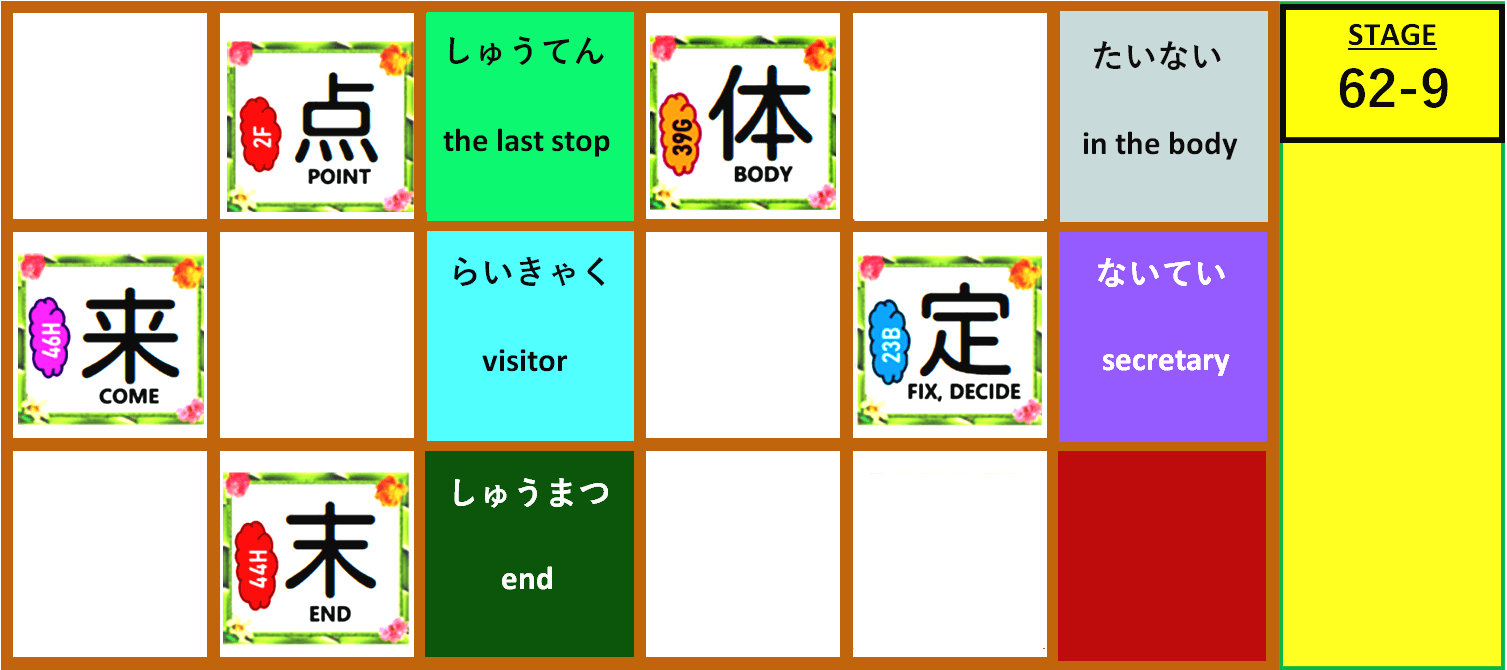 2F
点
POINT
しゅうてん
the last stop
39G
体
BODY
たいない
in the body
STAGE
62-9
46H
来
COME
らいきゃく
visitor
23B
定
FIX, DECIDE
ないてい
secretary
44H
末
END
しゅうまつ
end